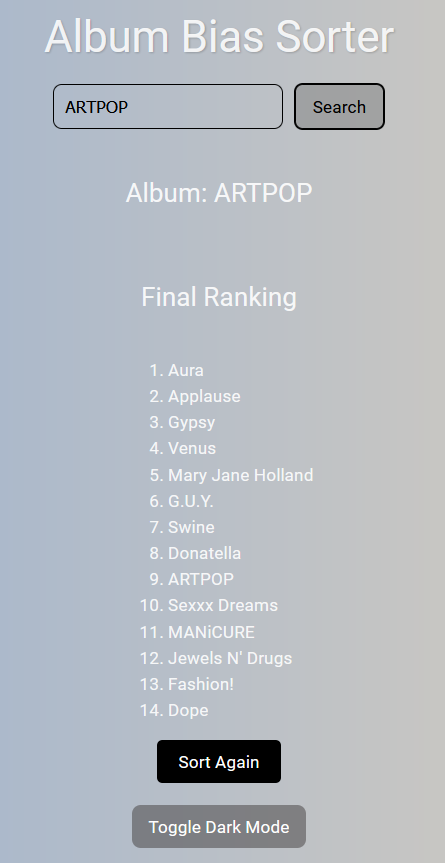 Album Bias Sorter
ARTPOP
Search
Album: ARTPOP
Final Ranking
1. Aura
2. Applause
3. Gypsy
4. Venus
5. Mary Jane Holland
6. G.U.Y.
7. Swine
8. Donatella
9. ARTPOP
10. Sexxx Dreams
11. MANiCURE
12. Jewels N' Drugs
13. Fashion!
14. Dope
Sort Again
Toggle Dark Mode